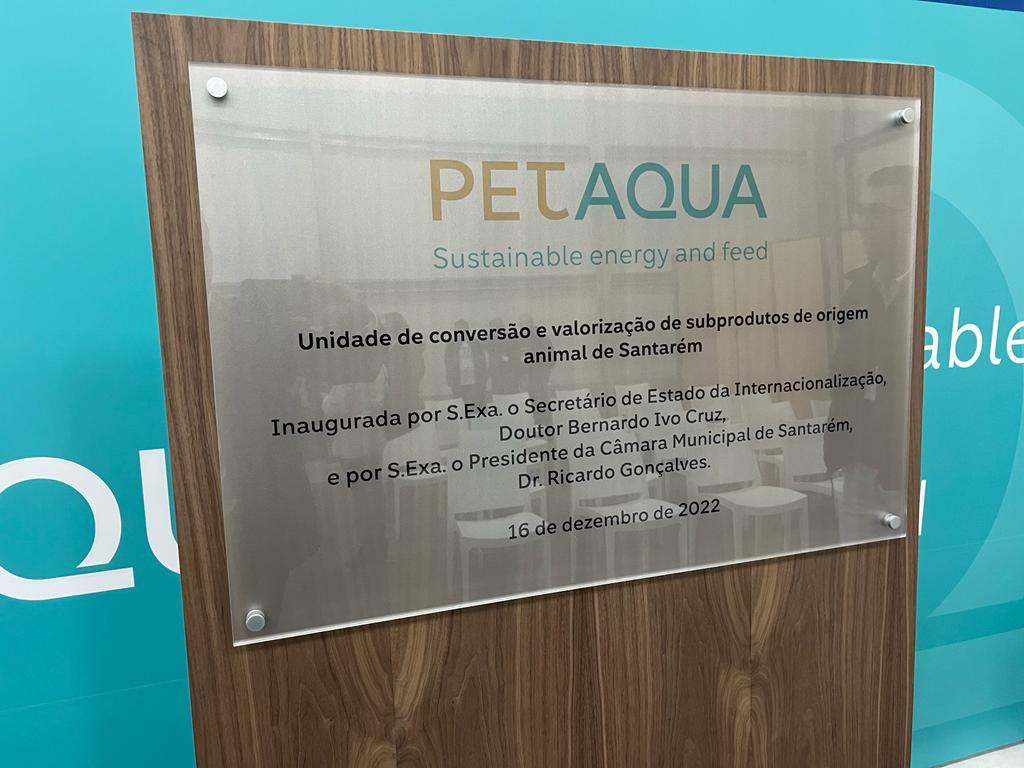 PETAQUA
Sustainable energy and feed
Unidade de conversão e valorização de subprodutos de origem
animal de Santarém
Inaugurada por S.Exa. o Secretário de Estado da Internacionalização,
Doutor Bernardo Ivo Cruz,
e por S.Exa. o Presidente da Câmara Municipal de Santarém,
Dr. Ricardo Gonçalves.
16 de dezembro de 2022
able
QU